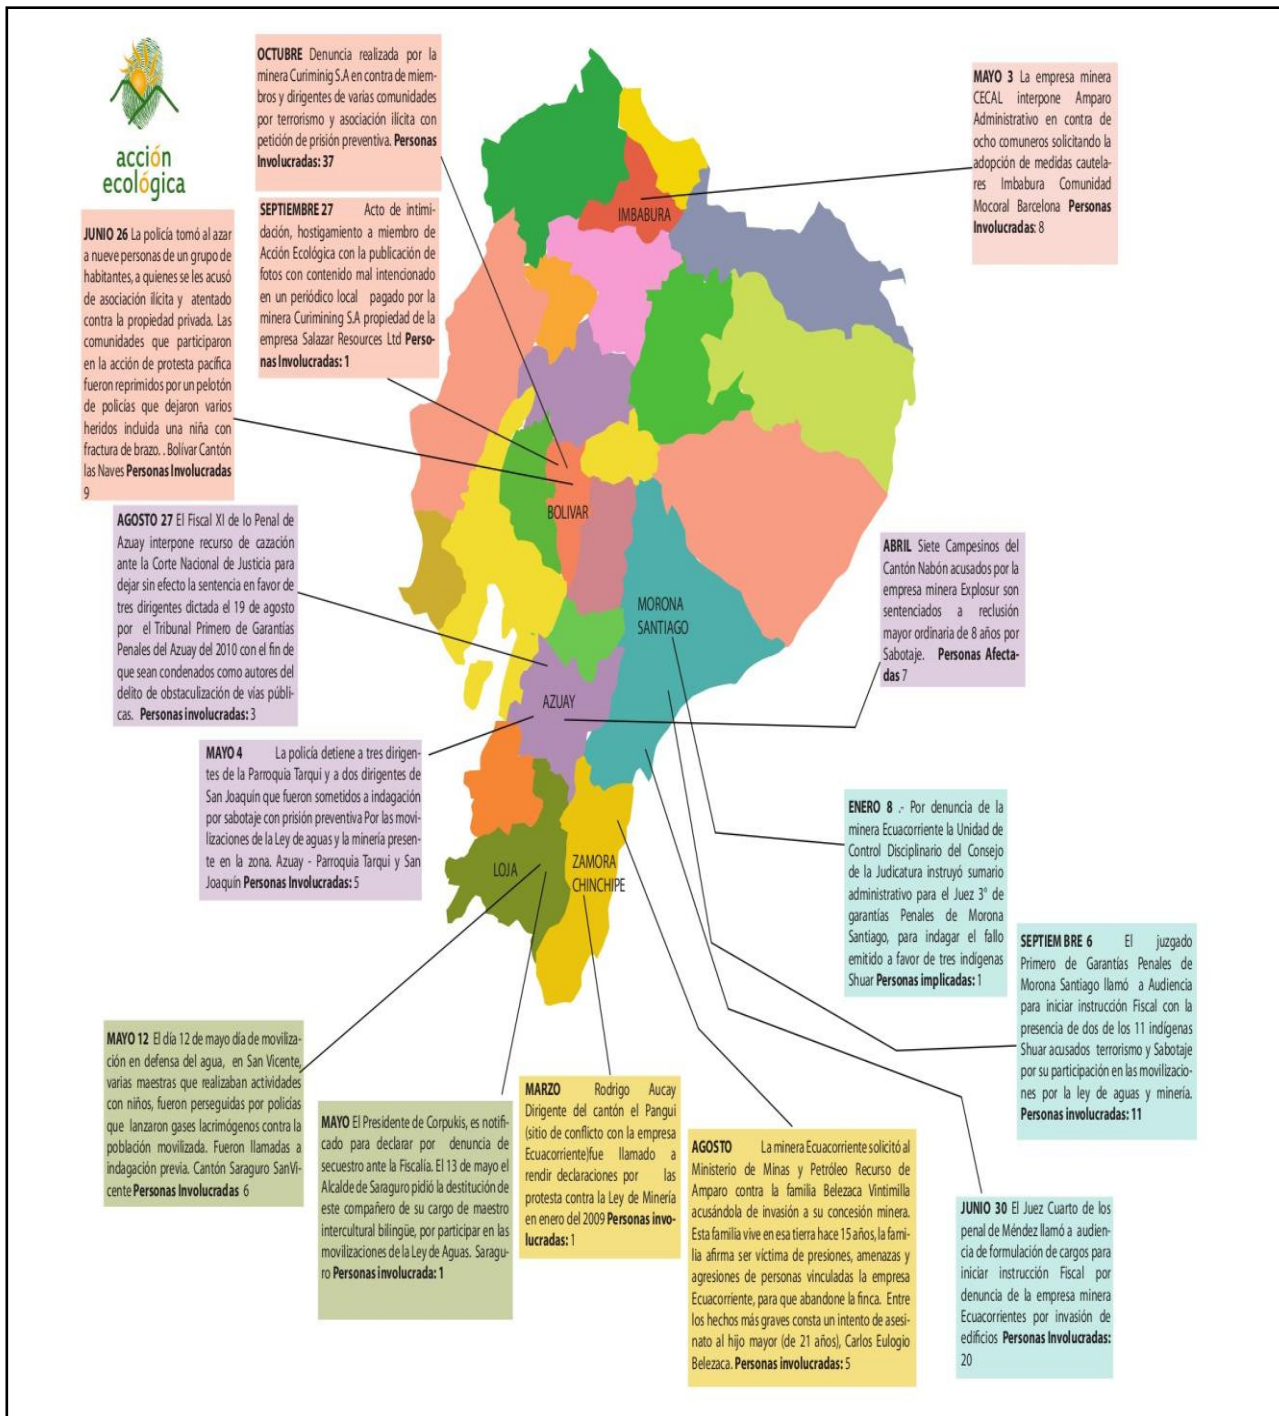 acción
ecológica
OCTUBRE Denuncia realizada por la
minera Curiminig S.A en contra de miem-
bros y dirigentes de varias comunidades
por terrorismo y asociación ilicita con
petición de prisión preventiva. Personas
Involucradas: 37
MAYO 3 La empresa minera
CECAL interpone Amparo
Administrativo en contra de
ocho comuneros solicitando la
adopción de medidas cautela-
res Imbabura Comunidad
Mocoral Barcelona Personas
Involucradas: 8
SEPTIEMBRE 27 Acto de intimi-
dación, hostigamiento a miembro de
Acción Ecológica con la publicación de
fotos con contenido mal intencionado
en un periódico local pagado por la
minera Curimining S.A propiedad de la
empresa Salazar Resources Ltd Perso-
nas Involucradas: 1
JUNIO 26 La policía tomó al azar
a nueve personas de un grupo de
habitantes, a quienes se les acusó
de asociación ilícita y atentado
contra la propiedad privada. Las
comunidades que participaron
en la acción de protesta pacífica
fueron reprimidos por un pelotón
de policías que dejaron varios
heridos incluida una niña con
fractura de brazo. . Bolívar Cantón
las Naves Personas Involucradas
9
IMBABURA
BOLIVAR
MORONA
SANTIAGO
AZUAY
LOJA
ZAMORA
CHINCHIPE
AGOSTO 27 El Fiscal XI de lo Penal de
Azuay interpone recurso de cazación
ante la Corte Nacional de Justicia para
dejar sin efecto la sentencia en favor de
tres dirigentes dictada el 19 de agosto
por el Tribunal Primero de Garantías
Penales del Azuay del 2010 con el fin de
que sean condenados como autores del
delito de obstaculización de vías públi-
cas. Personas involucradas: 3
ABRIL Siete Campesinos del
Cantón Nabón acusados por la
empresa minera Explosur son
sentenciados a reclusión
mayor ordinaria de 8 años por
Sabotaje. Personas Afecta-
das 7
MAYO 4 La policía detiene a tres dirigen-
tes de la Parroquia Tarqui y a dos dirigentes de
San Joaquín que fueron sometidos a indagación
por sabotaje con prisión preventiva Por las movi-
lizaciones de la Ley de aguas y la minería presen-
te en la zona. Azuay - Parroquia Tarqui y San
Joaquín Personas Involucradas: 5
ENERO 8 .- Por denuncia de la
minera Ecuacorriente la Unidad de
Control Disciplinario del Consejo
de la Judicatura instruyó sumario
administrativo para el Juez 3° de
garantías Penales de Morona
Santiago, para indagar el fallo
emitido a favor de tres indígenas
Shuar Personas implicadas: 1
SEPTIEMBRE 6 El juzgado
Primero de Garantías Penales de
Morona Santiago llamó a Audiencia
para iniciar instrucción Fiscal con la
presencia de dos de los 11 indígenas
Shuar acusados terrorismo y Sabotaje
por su participación en las movilizacio-
nes por la ley de aguas y minería.
Personas involucradas: 11
MAYO 12 El día 12 de mayo día de moviliza-
ción en defensa del agua, en San Vicente,
varias maestras que realizaban actividades
con niños, fueron perseguidas por policías
que lanzaron gases lacrimógenos contra la
población movilizada. Fueron llamadas a
indagación previa. Cantón Saraguro SanVi-
cente Personas Involucradas 6
MAYO El Presidente de Corpukis, es notifi-
cado para declarar por denuncia de
secuestro ante la Fiscalía. El 13 de mayo el
Alcalde de Saraguro pidió la destitución de
este compañero de su cargo de maestro
intercultural bilingüe, por participar en las
movilizaciones de la Ley de Aguas. Saragu-
ro Personas involucrada: 1
MARZO Rodrigo Aucay
Dirigente del cantón el Pangui
(sitio de conflicto con la empresa
Ecuacorriente)fue llamado a
rendir declaraciones por las
protesta contra la Ley de Minería
en enero del 2009 Personas invo-
lucradas: 1
AGOSTO La minera Ecuacorriente solicitó al
Ministerio de Minas y Petróleo Recurso de
Amparo contra la familia Belezaca Vintimilla
acusándola de invasión a su concesión minera.
Esta familia vive en esa tierra hace 15 años, la fami-
lia afirma ser víctima de presiones, amenazas y
agresiones de personas vinculadas la empresa
Ecuacorriente, para que abandone la finca. Entre
los hechos más graves consta un intento de asesi-
nato al hijo mayor (de 21 años), Carlos Eulogio
Belezaca. Personas involucradas: 5
JUNIO 30 El Juez Cuarto de los
penal de Méndez llamó a audien-
cia de formulación de cargos para
iniciar instrucción Fiscal por
denuncia de la empresa minera
Ecuacorrientes por invasión de
edificios Personas Involucradas:
20